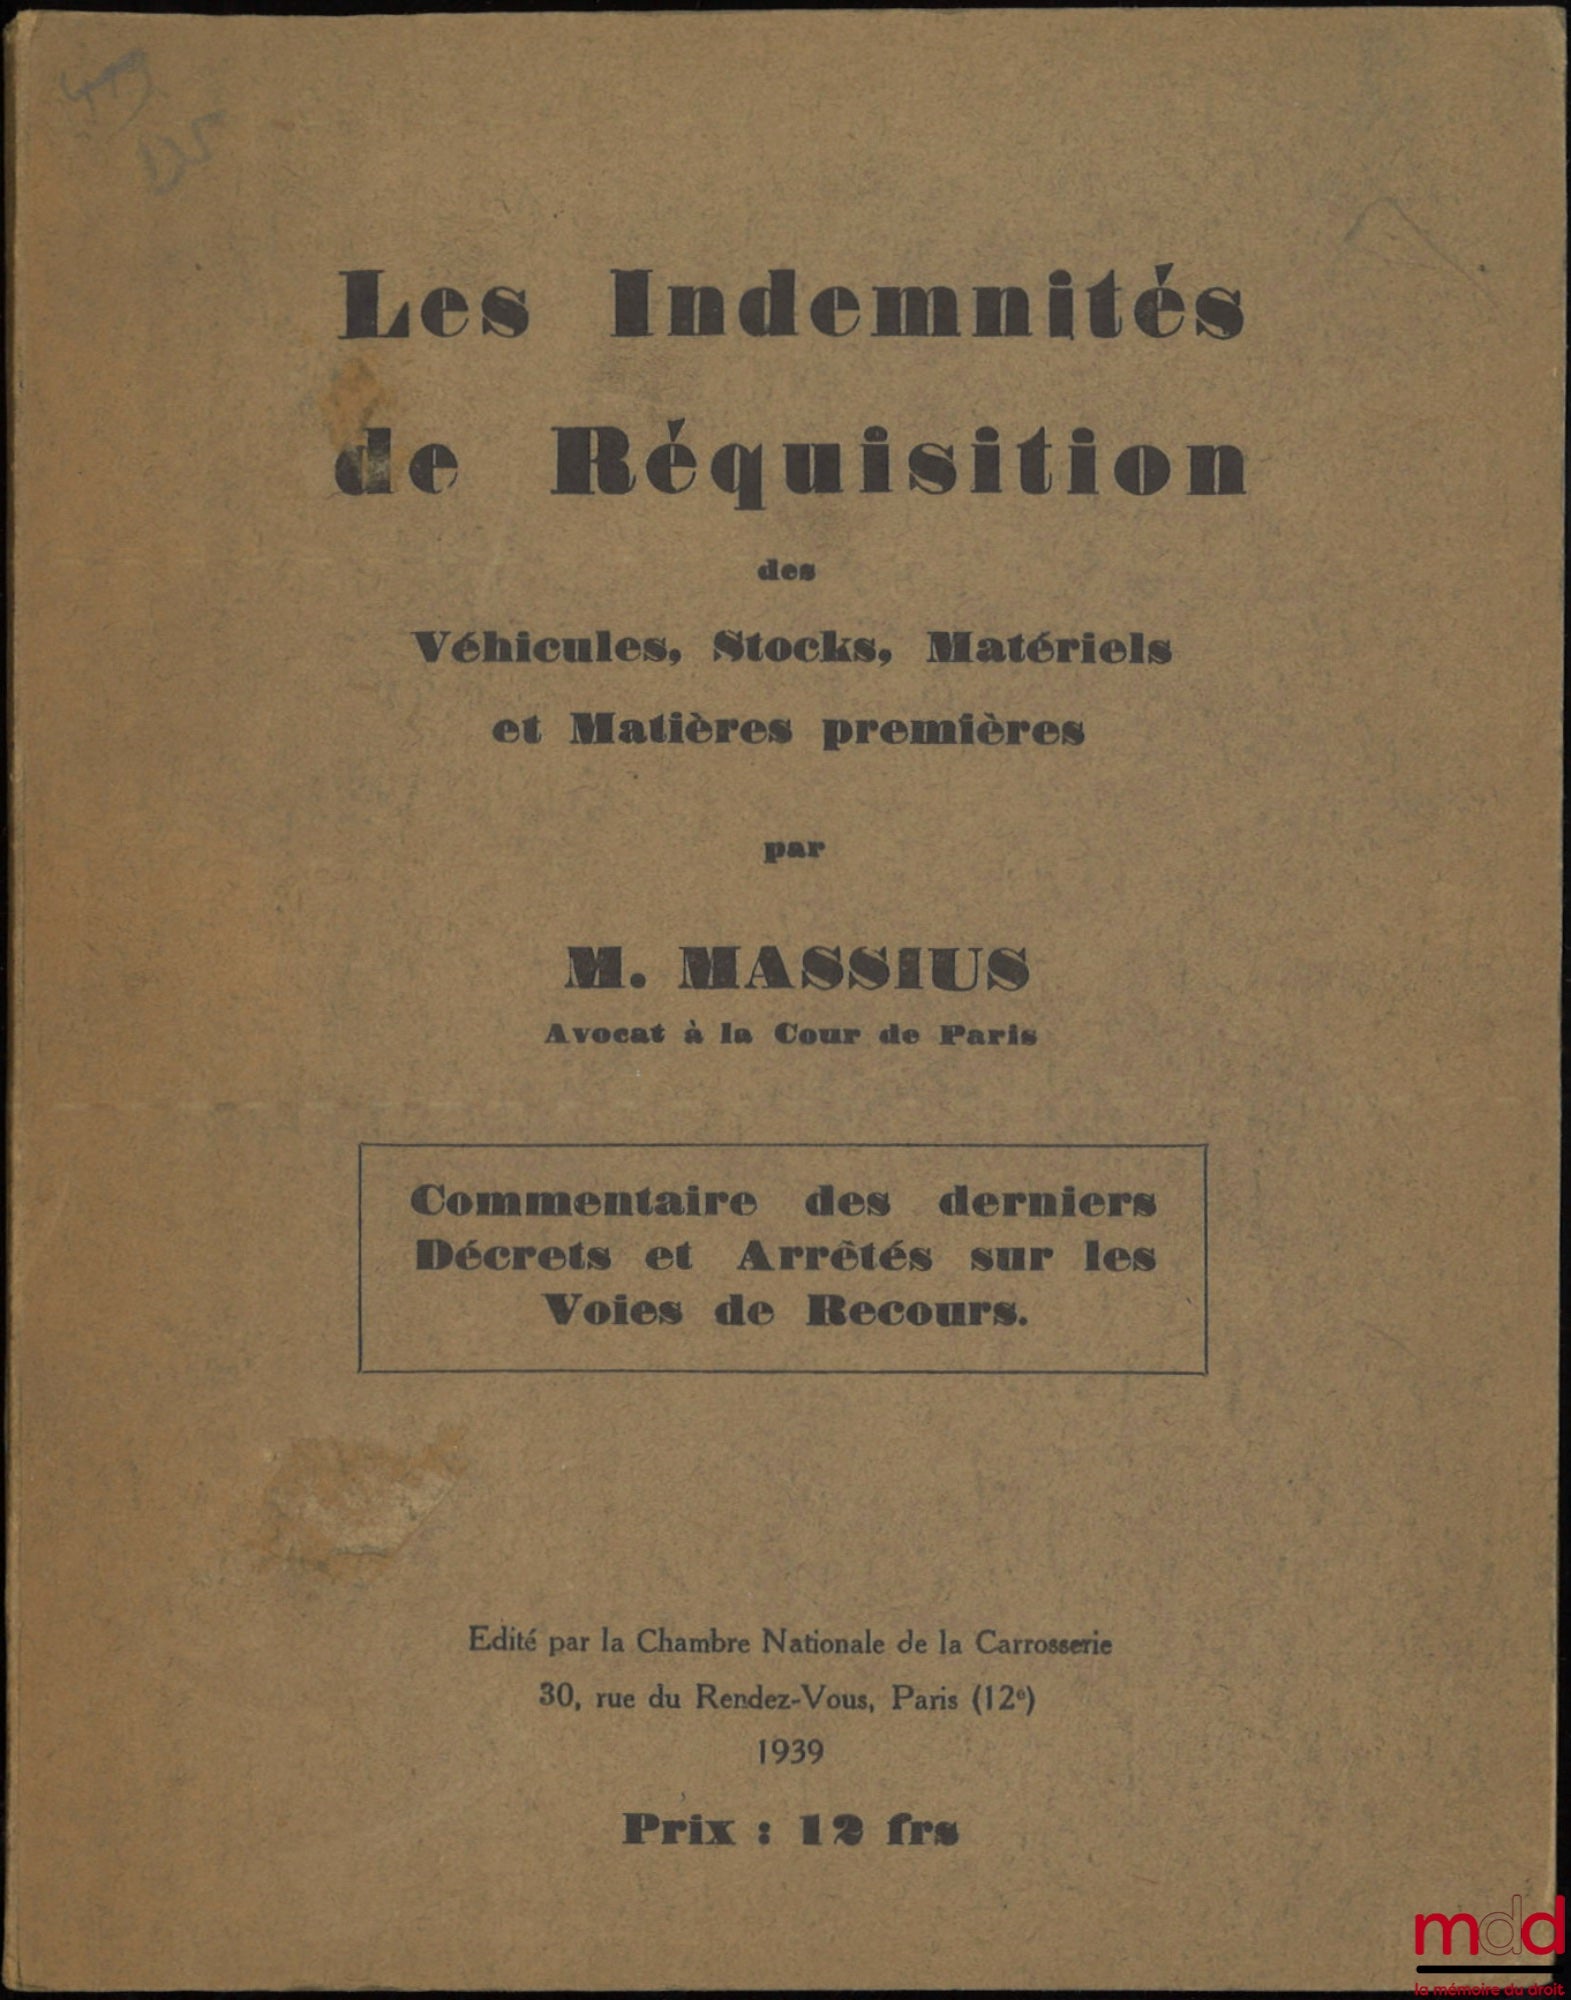 Les Indemnités
de Réquisition
des
Véhicules, Stocks, Matériels
et Matières premières
par
M. MASSIUS
Avocat à la Cour de Paris
Commentaire des derniers
Décrets et Arrêtés sur les
Voies de Recours.
Edité par la Chambre Nationale de la Carrosserie
30, rue du Rendez-Vous, Paris (12e)
1939
Prix : 12 frs
mdd
la mémoire du droit